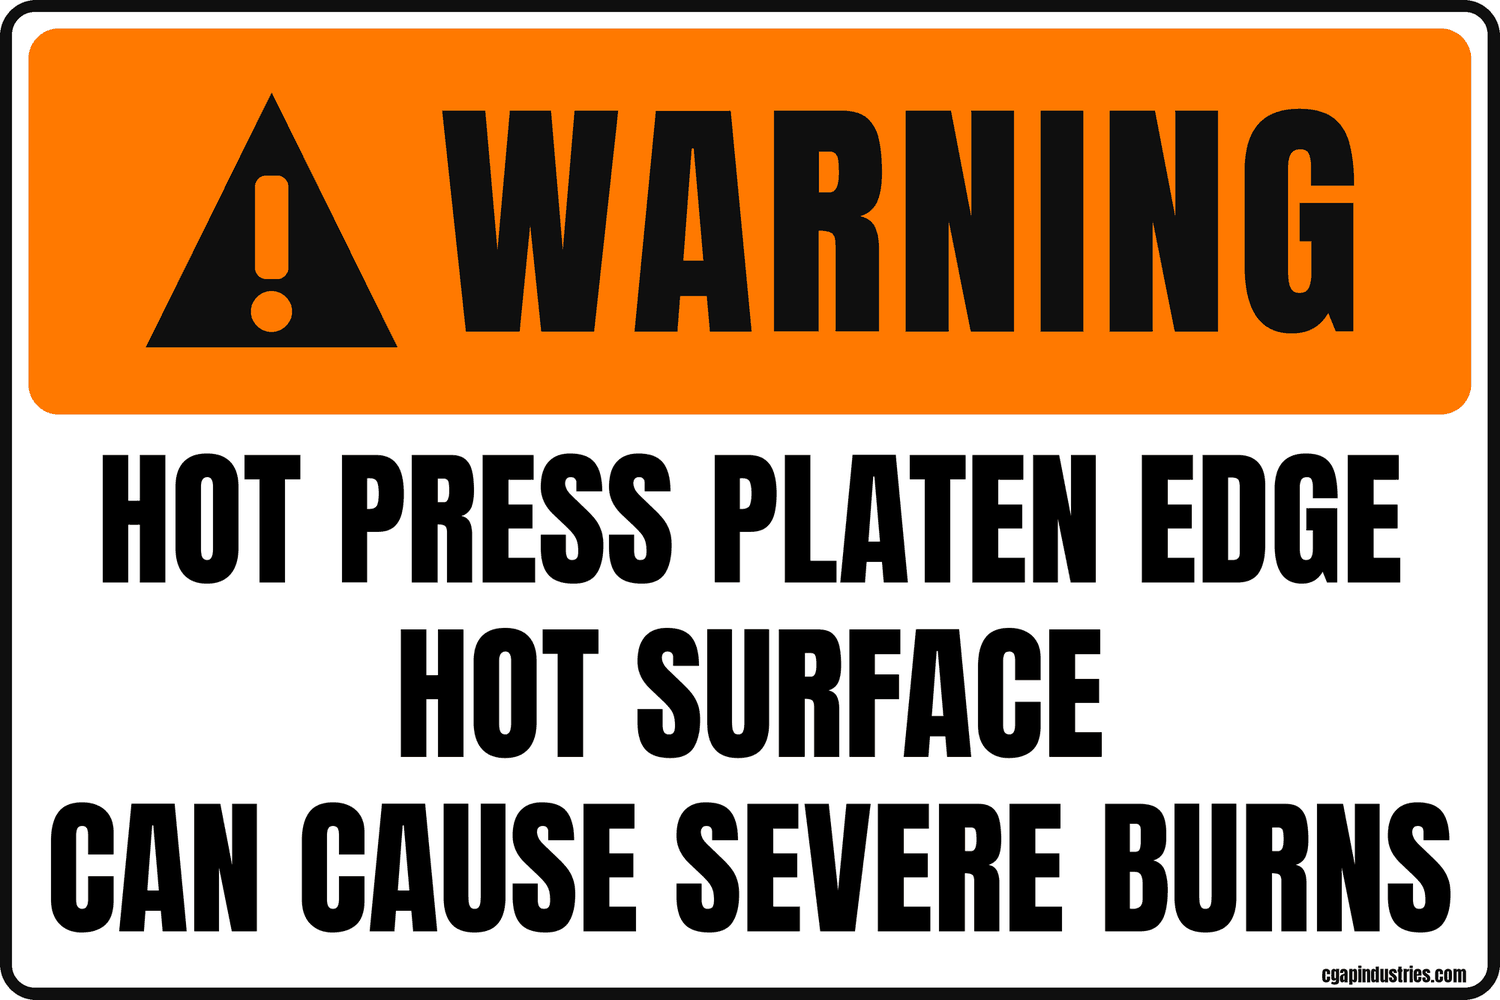 WARNING
HOT PRESS PLATEN EDGE
HOT SURFACE
CAN CAUSE SEVERE BURNS
cgapindustries.com